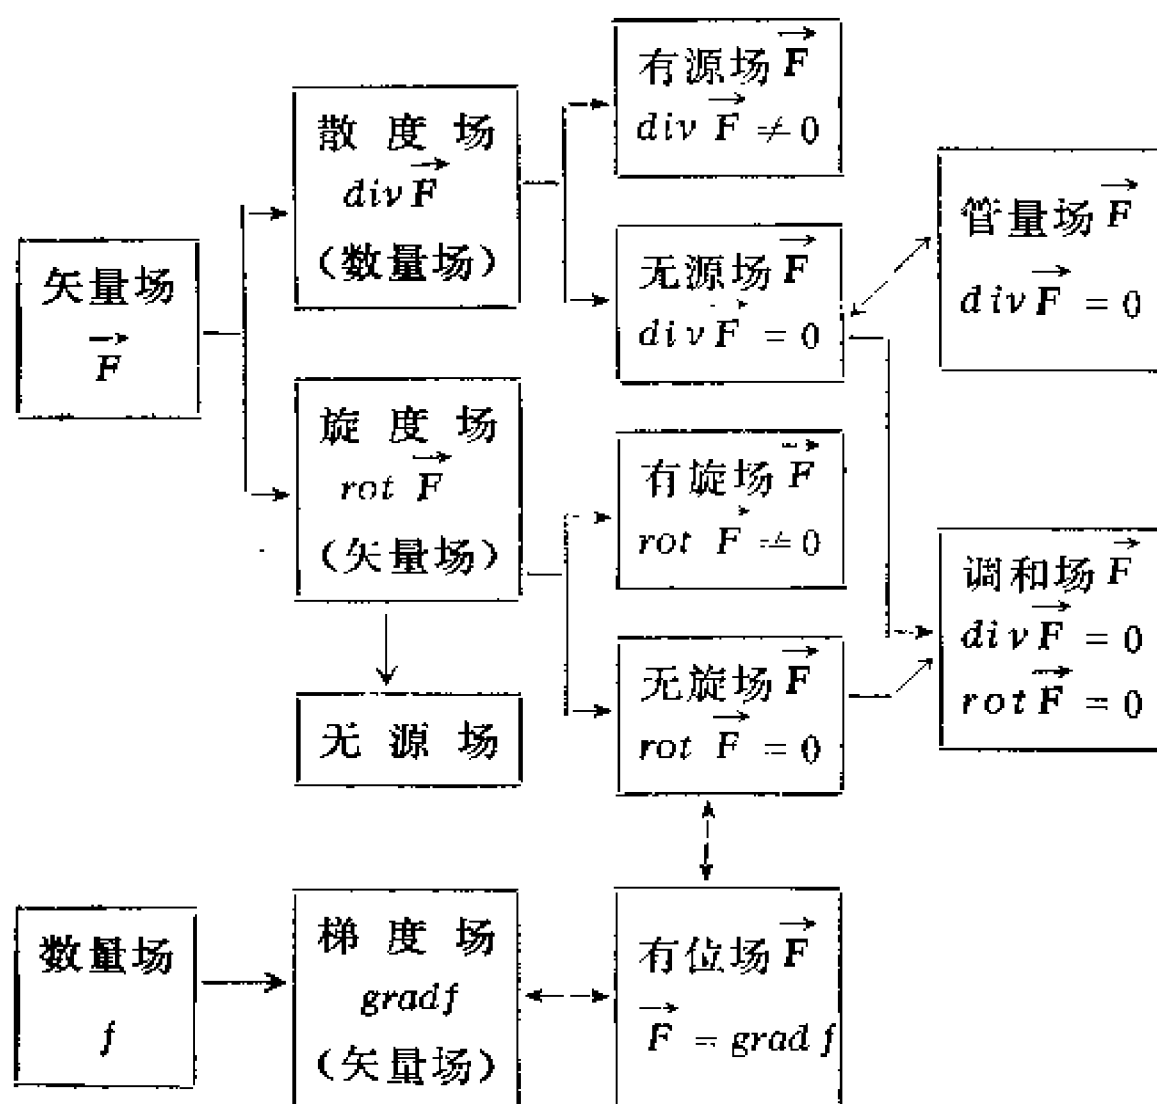 矢量场
F
散度场
div F
(数量场)
旋度场
rot F
(矢量场)
无源场
有源场 F
div F ≠ 0
无源场 F
div F = 0
有旋场 F
rot F ≠ 0
无旋场 F
rot F = 0
管量场 F
div F = 0
调和场 F
div F = 0
rot F = 0
数量场
f
梯度场
grad f
(矢量场)
有位场 F
F = grad f